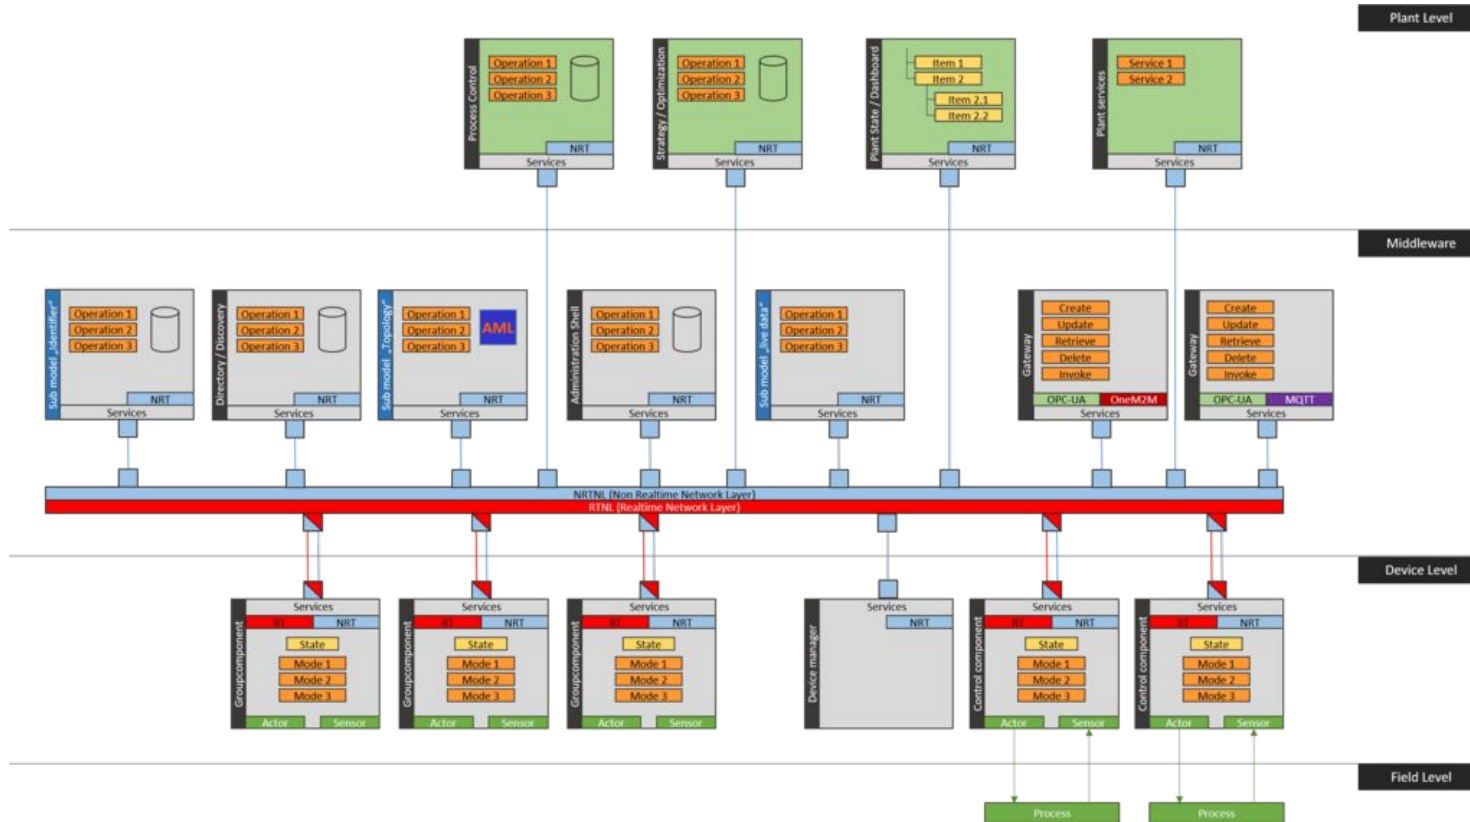 Plant Level
Process Control
Operation 1
Operation 2
Operation 3
NRT
Services
Strategy / Optimization
Operation 1
Operation 2
Operation 3
NRT
Services
Plant State / Dashboard
Item 1
Item 2
Item 2.1
Item 2.2
NRT
Services
Plant services
Service 1
Service 2
NRT
Services
Middleware
Sub model „Identifier"
Operation 1
Operation 2
Operation 3
NRT
Services
Directory / Discovery
Operation 1
Operation 2
Operation 3
NRT
Services
Sub model „Topology"
Operation 1
Operation 2
Operation 3
AML
NRT
Services
Administration Shell
Operation 1
Operation 2
Operation 3
NRT
Services
Sub model „live data"
Operation 1
Operation 2
Operation 3
NRT
Services
Gateway
Create
Update
Retrieve
Delete
Invoke
OPC-UA
OneM2M
Services
Gateway
Create
Update
Retrieve
Delete
Invoke
OPC-UA
MQTT
Services
NRTNL (Non Realtime Network Layer)
RTNL (Realtime Network Layer)
Device Level
Groupcomponent
Services
RT
NRT
State
Mode 1
Mode 2
Mode 3
Actor
Sensor
Groupcomponent
Services
RT
NRT
State
Mode 1
Mode 2
Mode 3
Actor
Sensor
Groupcomponent
Services
RT
NRT
State
Mode 1
Mode 2
Mode 3
Actor
Sensor
Device manager
Services
NRT
Control component
Services
RT
NRT
State
Mode 1
Mode 2
Mode 3
Actor
Sensor
Control component
Services
RT
NRT
State
Mode 1
Mode 2
Mode 3
Actor
Sensor
Field Level
Process
Process